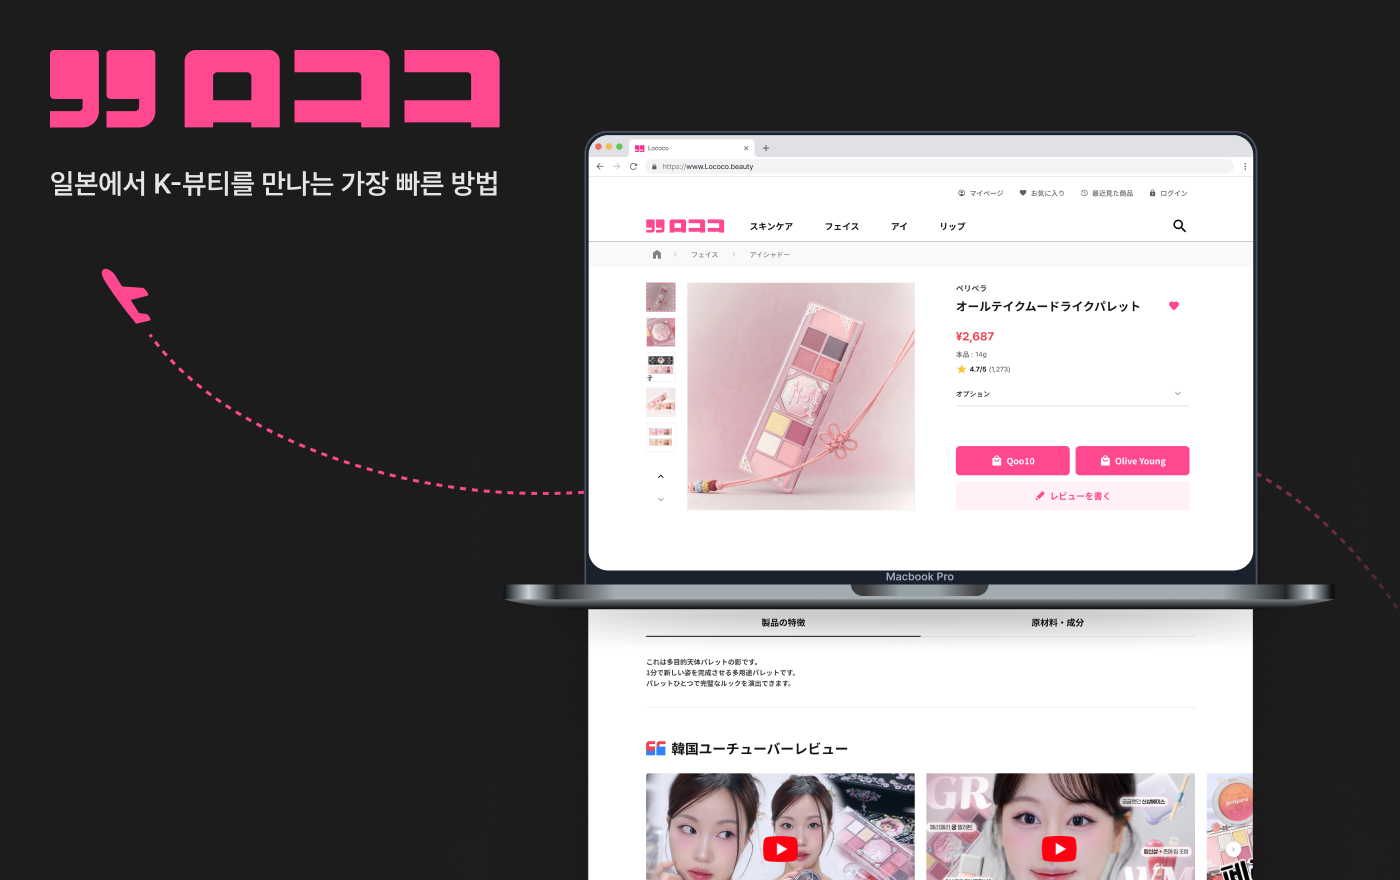 ロココ
일본에서 K-뷰티를 만나는 가장 빠른 방법
Lococo
https://www.Lococo.beauty
マイページ
お気に入り
最近見た商品
ログイン
ロココ
スキンケア
フェイス
アイ
リップ
フェイス
アイシャドー
ペリペラ
オールテイクムードライクパレット
¥2,687
本品 : 14g
4.7/5 (1,273)
オプション
Qoo10
Olive Young
レビューを書く
Macbook Pro
製品の特徴
原材料・成分
これは多目的天体パレットの影です。
1分で新しい姿を完成させる多用途パレットです。
パレットひとつで完璧なルックを演出できます。
韓国ユーチューバーレビュー
GR
WM